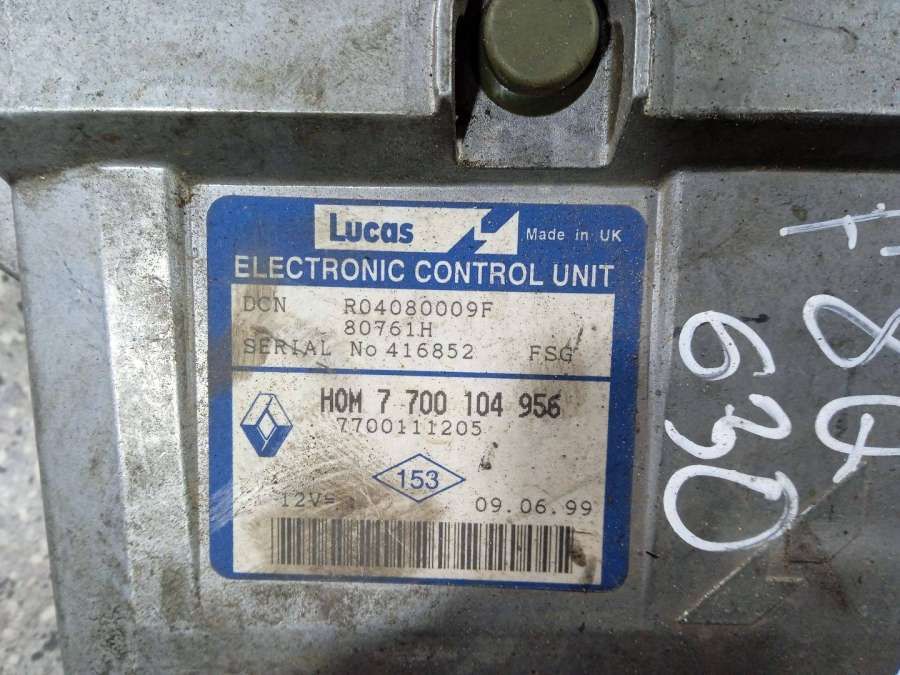 Lucas Made in UK
ELECTRONIC CONTROL UNIT
DCN R04080009F
80761H
SERIAL No 416852 FSG
HOM 7 700 104 956
7700111205
153
12V= 09.06.99
630